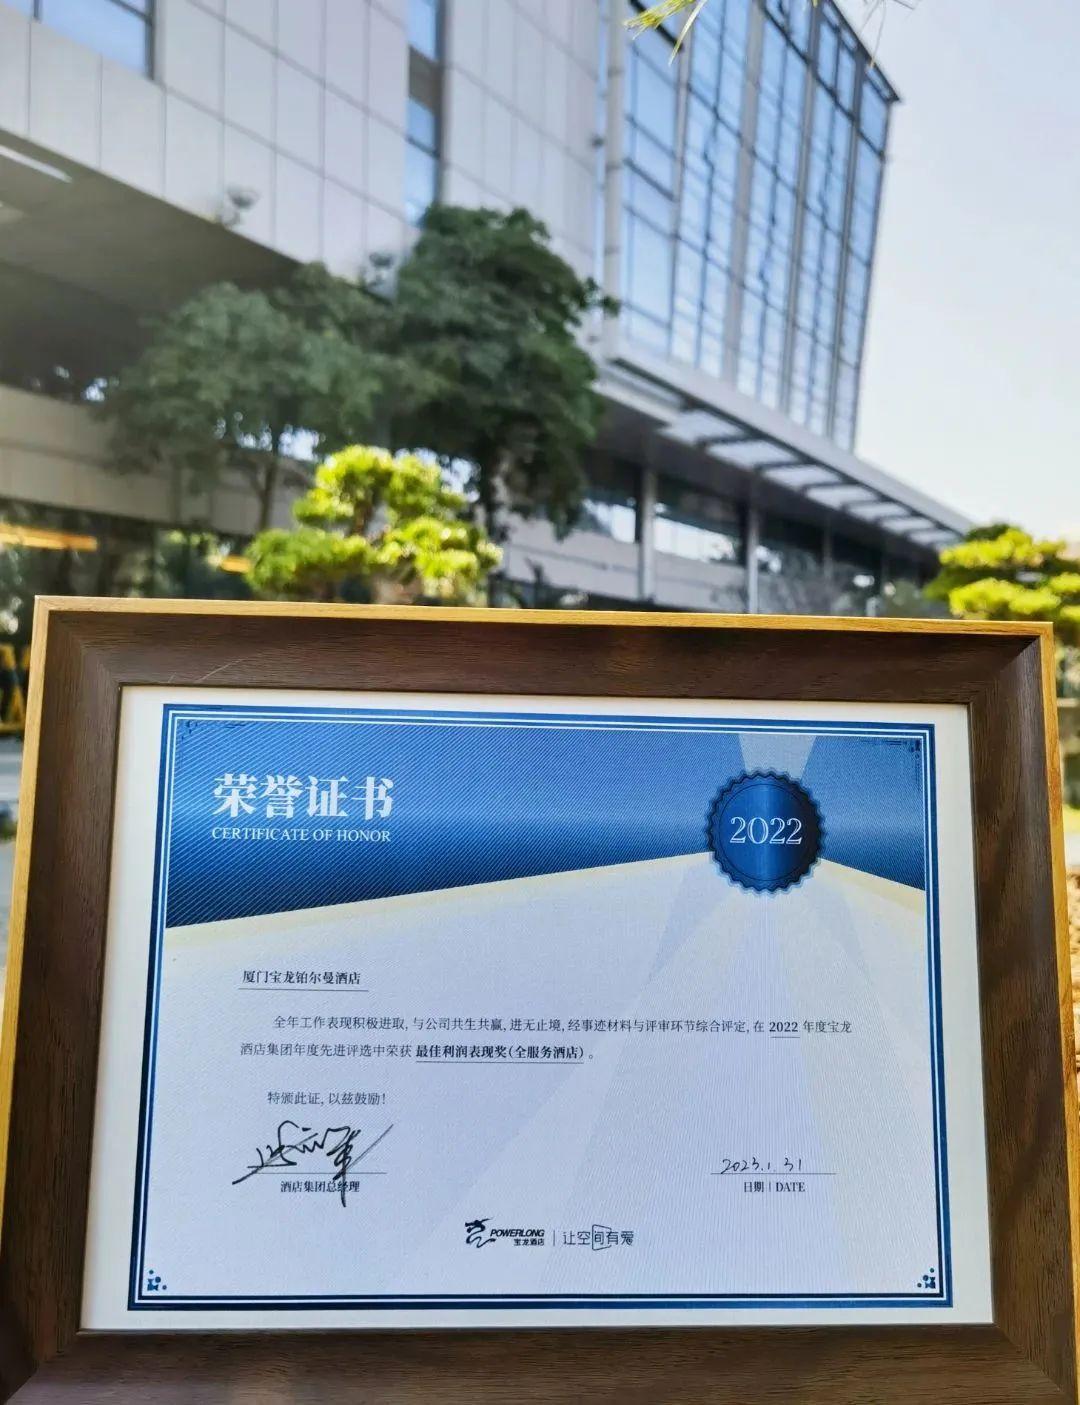 荣誉证书
CERTIFICATE OF HONOR
2022
厦门宝龙铂尔曼酒店
全年工作表现积极进取, 与公司共生共赢, 进无止境, 经事迹材料与评审环节综合评定, 在 2022 年度宝龙
酒店集团年度先进评选中荣获 最佳利润表现奖(全服务酒店) 。
特颁此证, 以兹鼓励!
2023.1.31
酒店集团总经理
日期 | DATE
POWERLONG
宝龙酒店
让空间有爱